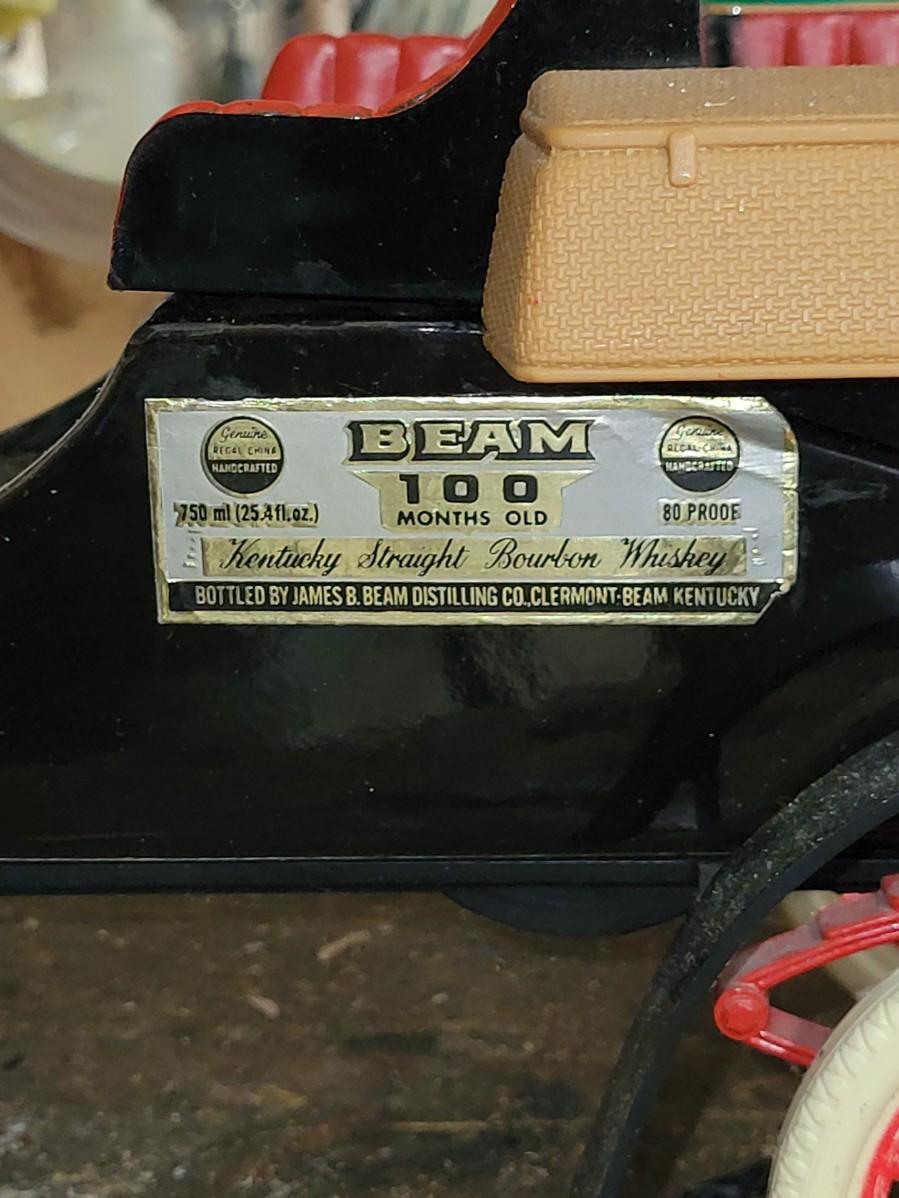 Genuine
REGAL CHINA
HANDCRAFTED
BEAM
Genuine
REGAL CHINA
HANDCRAFTED
100
MONTHS OLD
750 ml (25.4 fl. oz.)
80 PROOF
Kentucky Straight Bourbon Whiskey
BOTTLED BY JAMES B. BEAM DISTILLING CO., CLERMONT-BEAM KENTUCKY